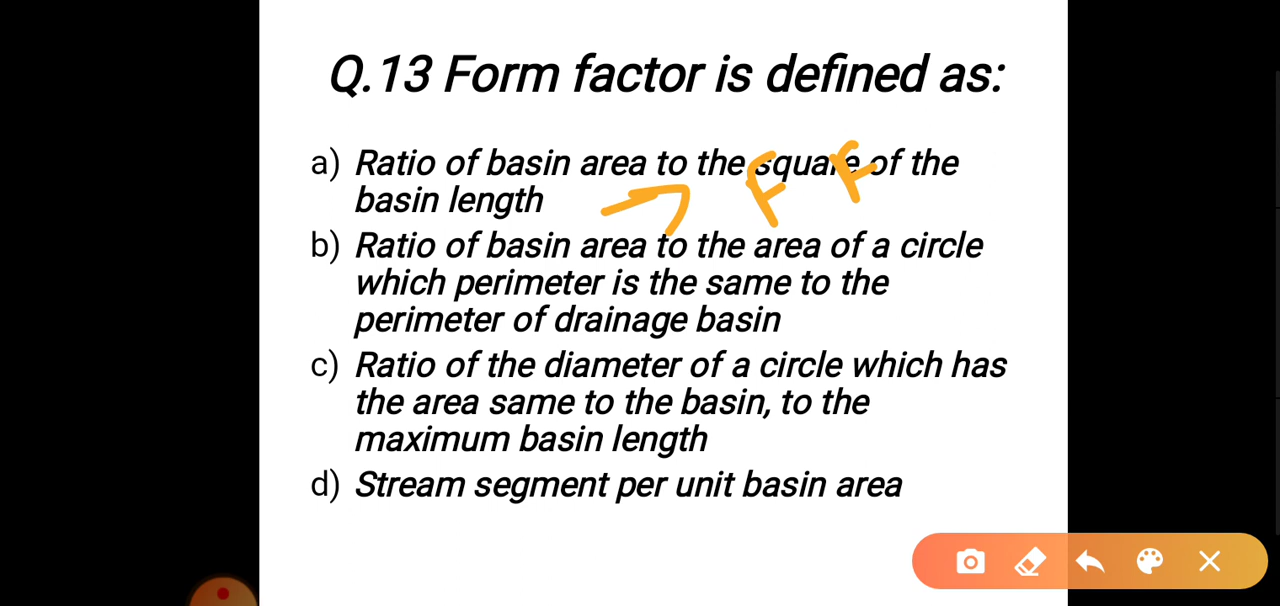 Q.13 Form factor is defined as:
a) Ratio of basin area to the square of the
basin length
F F
b) Ratio of basin area to the area of a circle
which perimeter is the same to the
perimeter of drainage basin
c) Ratio of the diameter of a circle which has
the area same to the basin, to the
maximum basin length
d) Stream segment per unit basin area